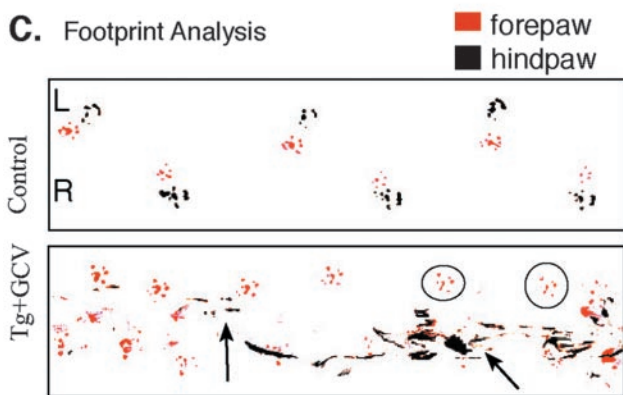 C. Footprint Analysis
forepaw
hindpaw
Control
L
R
Tg+GCV